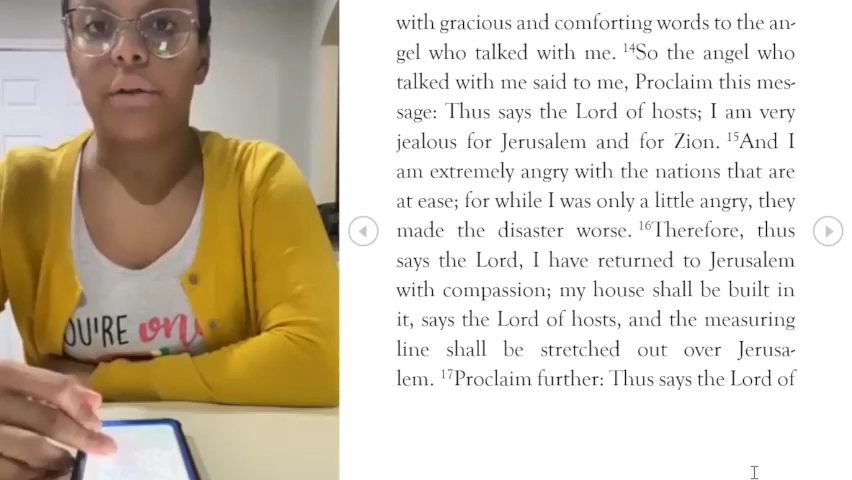 with gracious and comforting words to the an-
gel who talked with me. ¹⁴So the angel who
talked with me said to me, Proclaim this mes-
sage: Thus says the Lord of hosts; I am very
jealous for Jerusalem and for Zion. ¹⁵And I
am extremely angry with the nations that are
at ease; for while I was only a little angry, they
made the disaster worse. ¹⁶Therefore, thus
says the Lord, I have returned to Jerusalem
with compassion; my house shall be built in
it, says the Lord of hosts, and the measuring
line shall be stretched out over Jerusa-
lem. ¹⁷Proclaim further: Thus says the Lord of
YOU'RE